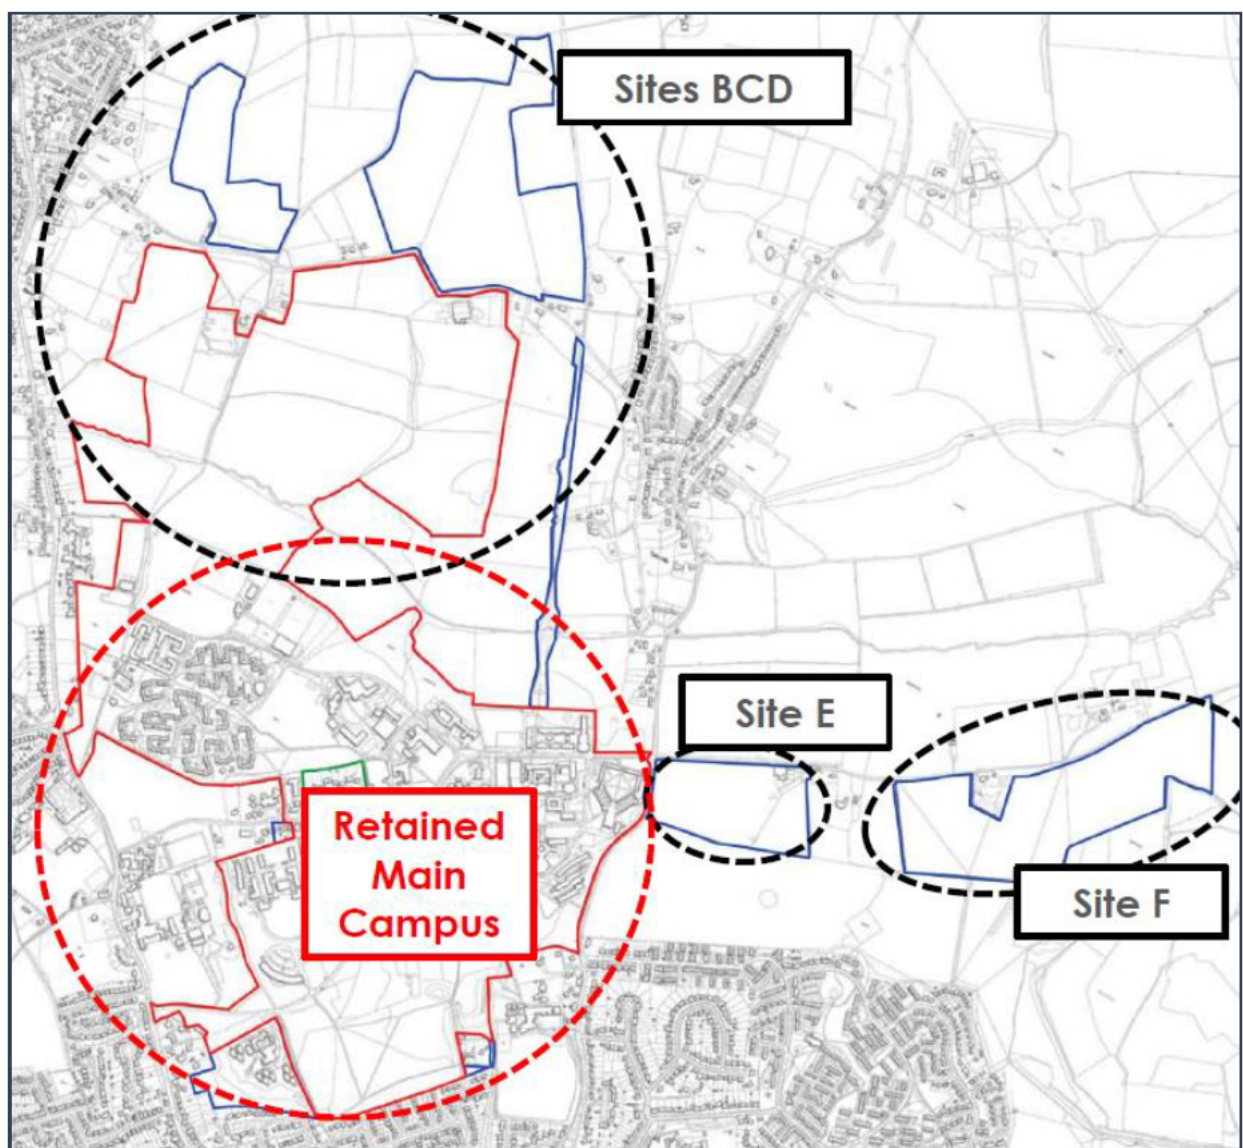 Sites BCD
Site E
Retained
Main
Campus
Site F